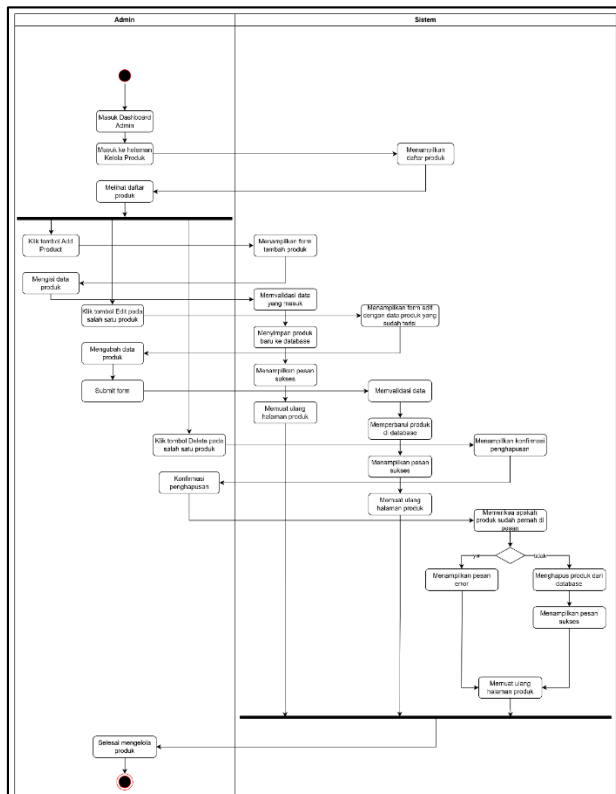 Admin
Sistem
Masuk Dashboard
Admin
Masuk ke halaman
Kelola Produk
Menampilkan
daftar produk
Melihat daftar
produk
Klik tombol Add
Product
Menampilkan form
tambah produk
Mengisi data
produk
Memvalidasi data
yang masuk
Klik tombol Edit pada
salah satu produk
Menampilkan form edit
dengan data produk yang
sudah terisi
Menyimpan produk
baru ke database
Mengubah data
produk
Menampilkan pesan
sukses
Submit form
Memvalidasi data
Memuat ulang
halaman produk
Memperbarui produk
di database
Klik tombol Delete pada
salah satu produk
Menampilkan konfirmasi
penghapusan
Menampilkan pesan
sukses
Konfirmasi
penghapusan
Memuat ulang
halaman produk
Memeriksa apakah
produk sudah pernah di
pesan
ya
tidak
Menampilkan pesan
error
Menghapus produk dari
database
Menampilkan pesan
sukses
Memuat ulang
halaman produk
Selesai mengelola
produk